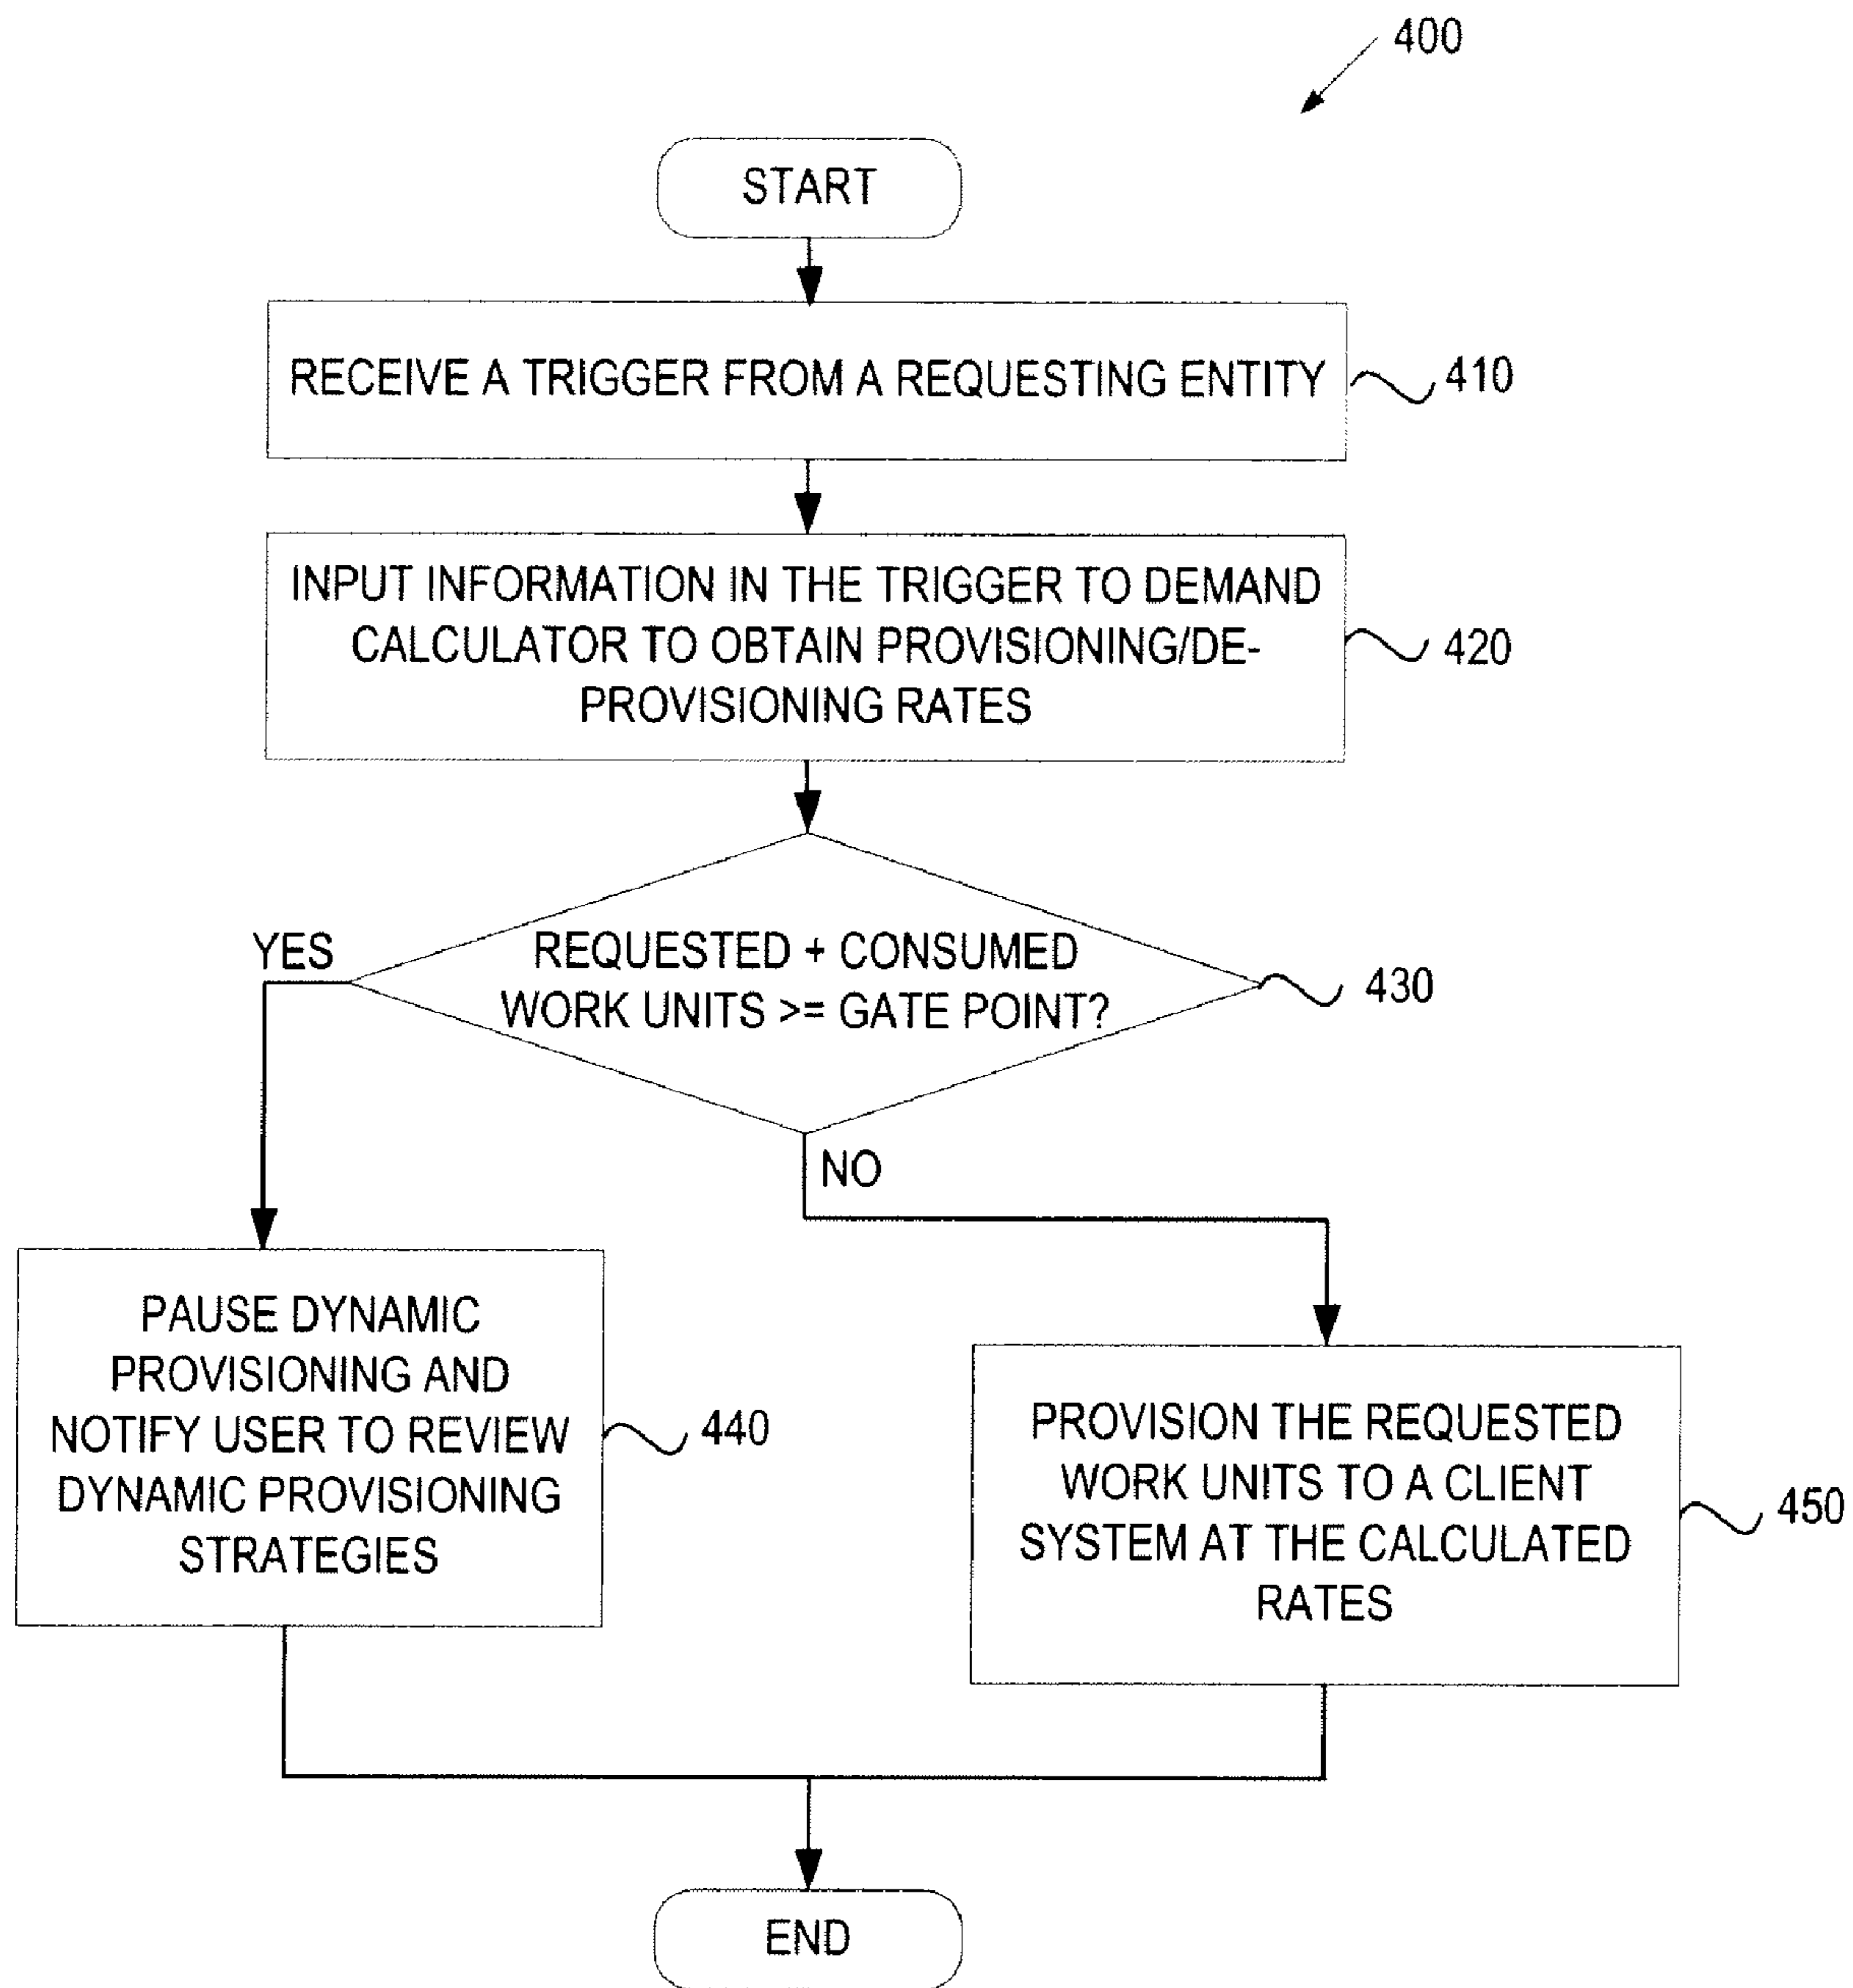 400
START
RECEIVE A TRIGGER FROM A REQUESTING ENTITY
410
INPUT INFORMATION IN THE TRIGGER TO DEMAND
CALCULATOR TO OBTAIN PROVISIONING/DE-
PROVISIONING RATES
420
REQUESTED + CONSUMED
WORK UNITS >= GATE POINT?
430
YES
NO
PAUSE DYNAMIC
PROVISIONING AND
NOTIFY USER TO REVIEW
DYNAMIC PROVISIONING
STRATEGIES
440
PROVISION THE REQUESTED
WORK UNITS TO A CLIENT
SYSTEM AT THE CALCULATED
RATES
450
END